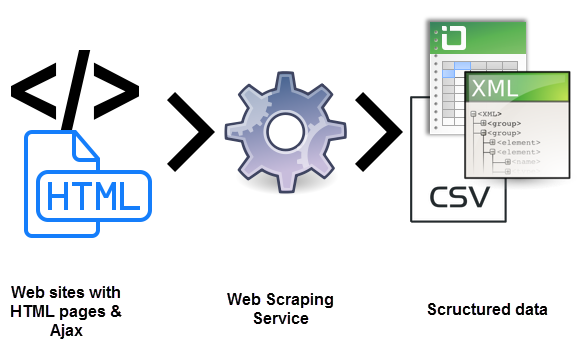 </>
HTML
XML
<XML>
<group>
<group>
<element>
<element>
<name>
CSV
Web sites with
HTML pages &
Ajax
Web Scraping
Service
Scructured data